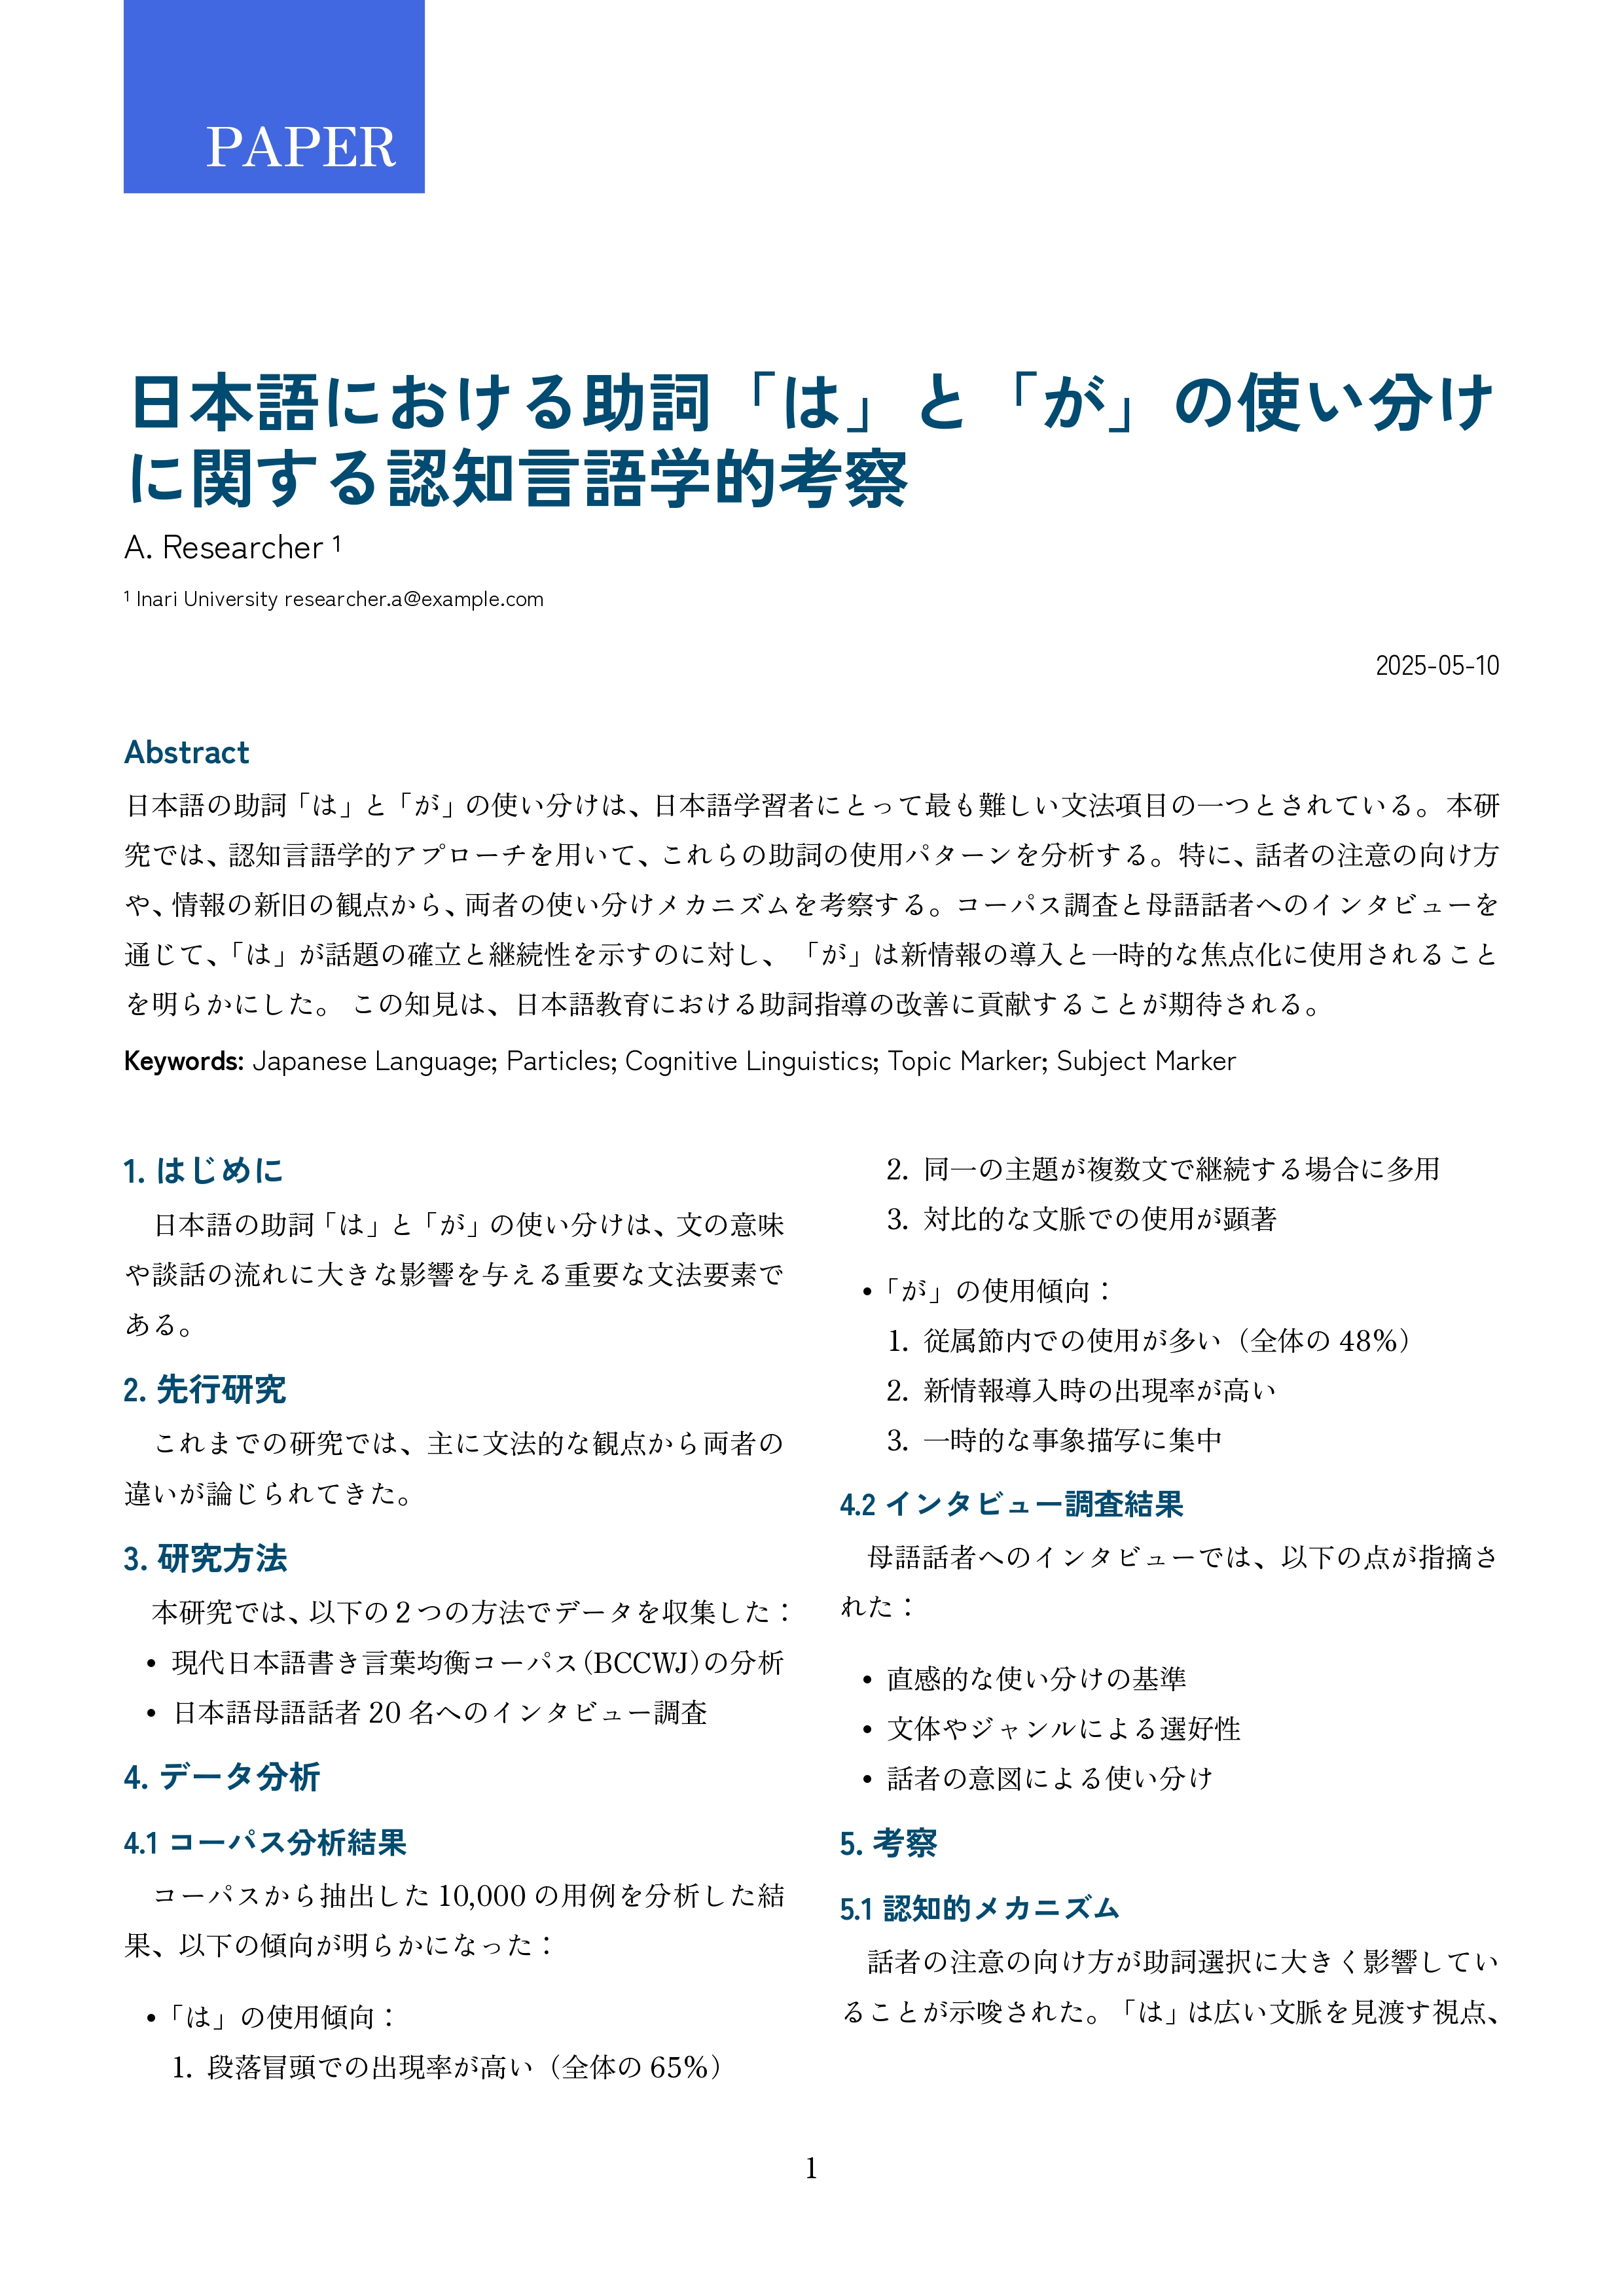 PAPER
日本語における助詞「は」と「が」の使い分け
に関する認知言語学的考察
A. Researcher ¹
¹ Inari University researcher.a@example.com
2025-05-10
Abstract
日本語の助詞「は」と「が」の使い分けは、日本語学習者にとって最も難しい文法項目の一つとされている。本研
究では、認知言語学的アプローチを用いて、これらの助詞の使用パターンを分析する。特に、話者の注意の向け方
や、情報の新旧の観点から、両者の使い分けメカニズムを考察する。コーパス調査と母語話者へのインタビューを
通じて、「は」が話題の確立と継続性を示すのに対し、「が」は新情報の導入と一時的な焦点化に使用されること
を明らかにした。 この知見は、日本語教育における助詞指導の改善に貢献することが期待される。
Keywords: Japanese Language; Particles; Cognitive Linguistics; Topic Marker; Subject Marker
1. はじめに
日本語の助詞「は」と「が」の使い分けは、文の意味
や談話の流れに大きな影響を与える重要な文法要素で
ある。
2. 先行研究
これまでの研究では、主に文法的な観点から両者の
違いが論じられてきた。
3. 研究方法
本研究では、以下の2つの方法でデータを収集した：
• 現代日本語書き言葉均衡コーパス(BCCWJ)の分析
• 日本語母語話者 20 名へのインタビュー調査
4. データ分析
4.1 コーパス分析結果
コーパスから抽出した 10,000 の用例を分析した結
果、以下の傾向が明らかになった：
•「は」の使用傾向：
1. 段落冒頭での出現率が高い（全体の 65%）
2. 同一の主題が複数文で継続する場合に多用
3. 対比的な文脈での使用が顕著
•「が」の使用傾向：
1. 従属節内での使用が多い（全体の 48%）
2. 新情報導入時の出現率が高い
3. 一時的な事象描写に集中
4.2 インタビュー調査結果
母語話者へのインタビューでは、以下の点が指摘さ
れた：
• 直感的な使い分けの基準
• 文体やジャンルによる選好性
• 話者の意図による使い分け
5. 考察
5.1 認知的メカニズム
話者の注意の向け方が助詞選択に大きく影響してい
ることが示唆された。「は」は広い文脈を見渡す視点、
1